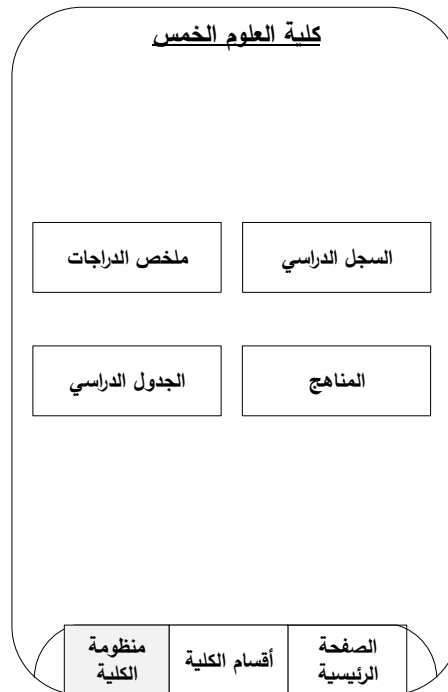 كلية العلوم الخمس
السجل الدراسي
ملخص الدراجات
المناهج
الجدول الدراسي
الصفحة
الرئيسية
أقسام الكلية
منظومة
الكلية